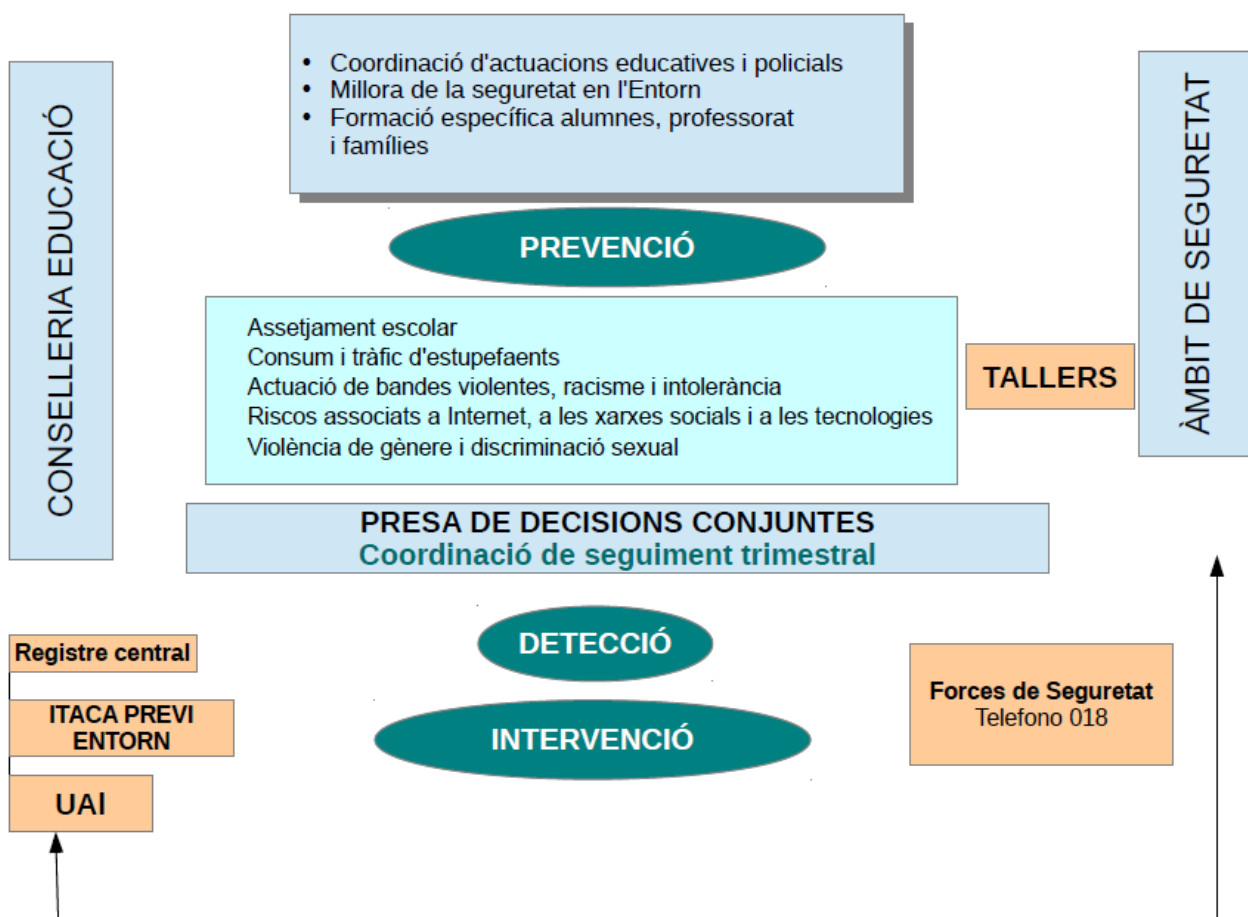 • Coordinació d'actuacions educatives i policials
• Millora de la seguretat en l'Entorn
• Formació específica alumnes, professorat
i famílies
CONSELLERIA EDUCACIÓ
ÀMBIT DE SEGURETAT
PREVENCIÓ
Assetjament escolar
Consum i tràfic d'estupefaents
Actuació de bandes violentes, racisme i intolerància
Riscos associats a Internet, a les xarxes socials i a les tecnologies
Violència de gènere i discriminació sexual
TALLERS
PRESA DE DECISIONS CONJUNTES
Coordinació de seguiment trimestral
DETECCIÓ
Registre central
ITACA PREVI
ENTORN
UAI
INTERVENCIÓ
Forces de Seguretat
Telefono 018